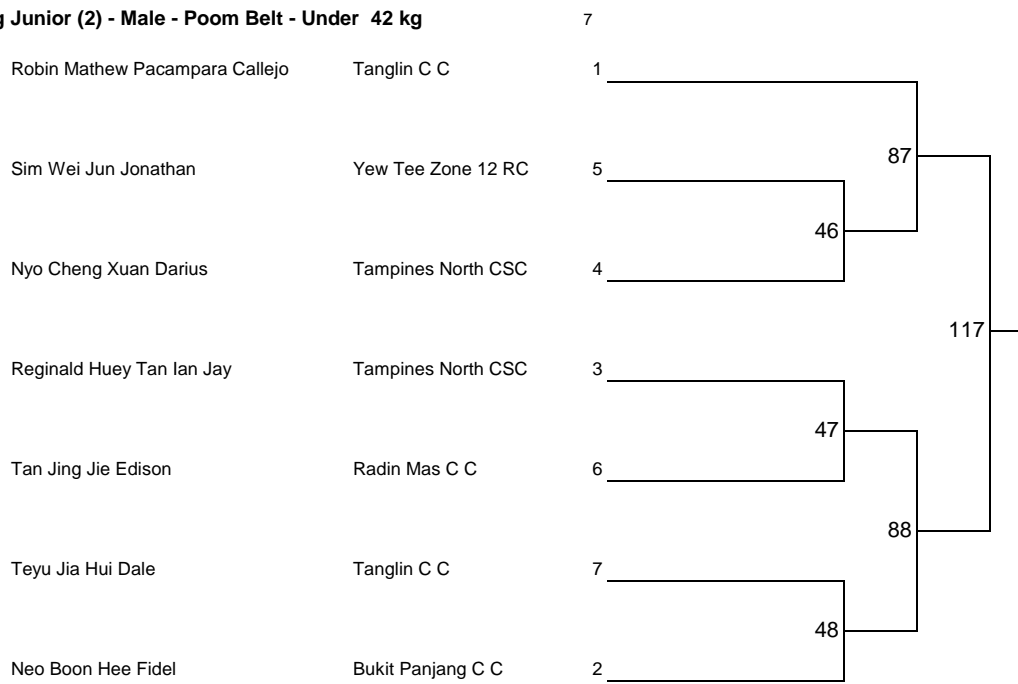 Junior (2) - Male - Poom Belt - Under 42 kg 7
Robin Mathew Pacampara Callejo Tanglin C C 1
87
Sim Wei Jun Jonathan Yew Tee Zone 12 RC 5
46
Nyo Cheng Xuan Darius Tampines North CSC 4
117
Reginald Huey Tan Ian Jay Tampines North CSC 3
47
Tan Jing Jie Edison Radin Mas C C 6
88
Teyu Jia Hui Dale Tanglin C C 7
48
Neo Boon Hee Fidel Bukit Panjang C C 2